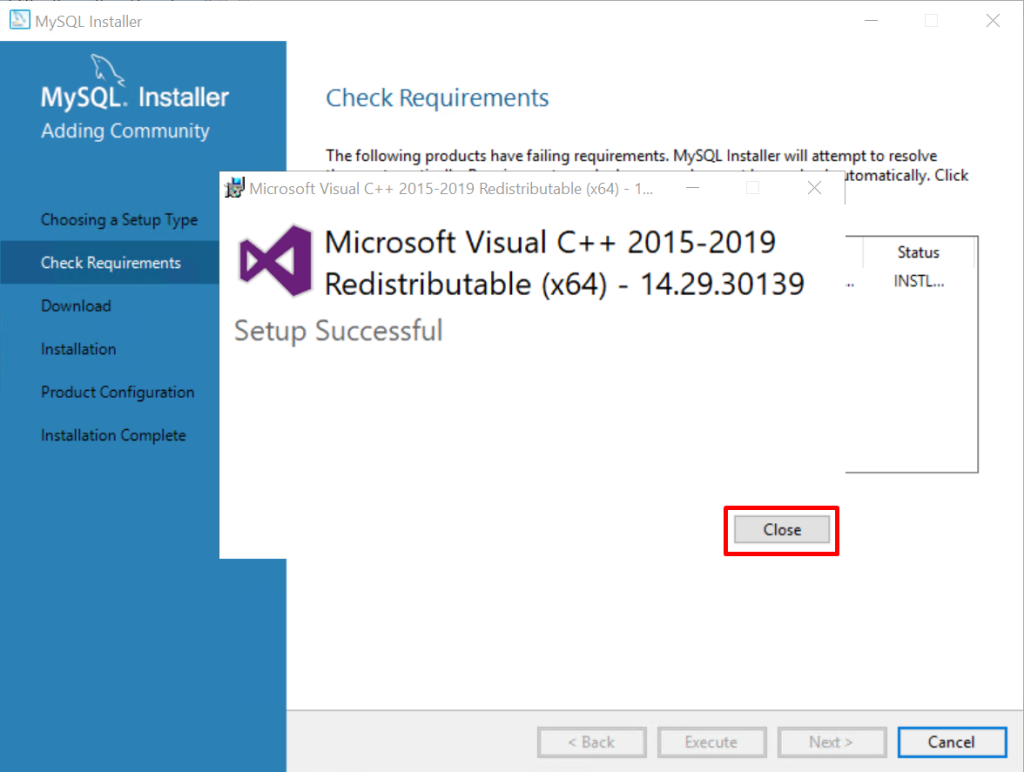 MySQL Installer
MySQL. Installer
Adding Community
Choosing a Setup Type
Check Requirements
Download
Installation
Product Configuration
Installation Complete
Check Requirements
The following products have failing requirements. MySQL Installer will attempt to resolve
automatically. Click
Status
... INSTL...
Microsoft Visual C++ 2015-2019 Redistributable (x64) - 1...
Microsoft Visual C++ 2015-2019
Redistributable (x64) - 14.29.30139
Setup Successful
Close
< Back
Execute
Next >
Cancel